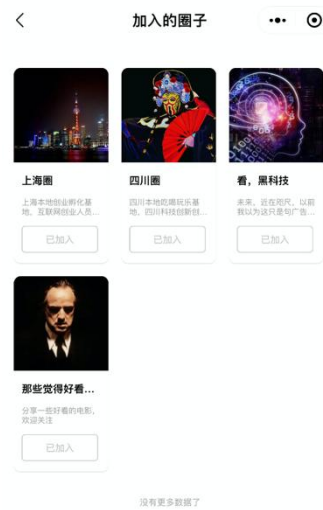 加入的圈子
上海圈
上海本地创业孵化基
地，互联网创业人员...
已加入
四川圈
四川本地吃喝玩乐基
地，四川科技创新创...
已加入
看，黑科技
未来，近在咫尺，以前
我以为这只是句广告...
已加入
那些觉得好看...
分享一些好看的电影，
欢迎关注
已加入
没有更多数据了